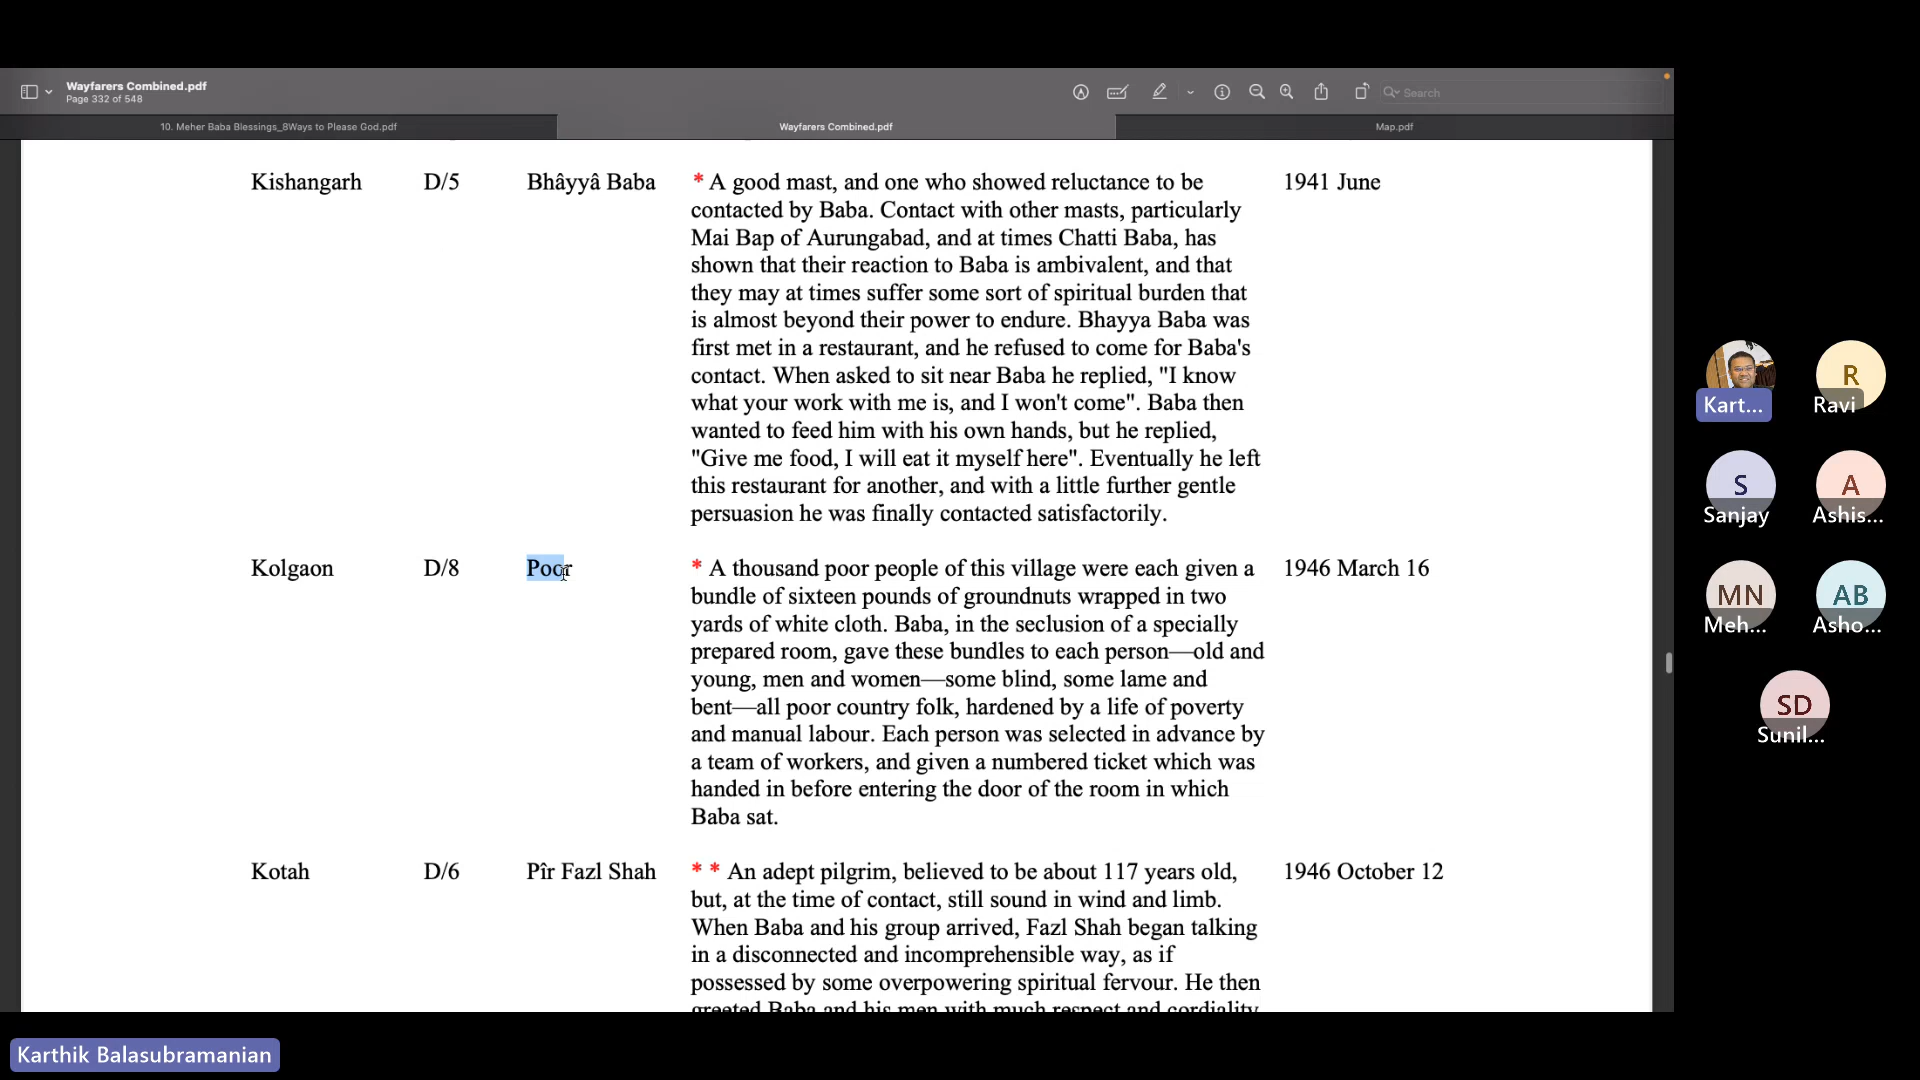 Wayfarers Combined.pdf
Page 332 of 548
Search
10. Meher Baba Blessings_8Ways to Please God.pdf
Wayfarers Combined.pdf
Map.pdf
Kishangarh D/5 Bhâyyâ Baba * A good mast, and one who showed reluctance to be 1941 June
contacted by Baba. Contact with other masts, particularly
Mai Bap of Aurungabad, and at times Chatti Baba, has
shown that their reaction to Baba is ambivalent, and that
they may at times suffer some sort of spiritual burden that
is almost beyond their power to endure. Bhayya Baba was
first met in a restaurant, and he refused to come for Baba's
contact. When asked to sit near Baba he replied, "I know
what your work with me is, and I won't come". Baba then
wanted to feed him with his own hands, but he replied,
"Give me food, I will eat it myself here". Eventually he left
this restaurant for another, and with a little further gentle
persuasion he was finally contacted satisfactorily.
Kolgaon D/8 Poor * A thousand poor people of this village were each given a 1946 March 16
bundle of sixteen pounds of groundnuts wrapped in two
yards of white cloth. Baba, in the seclusion of a specially
prepared room, gave these bundles to each person—old and
young, men and women—some blind, some lame and
bent—all poor country folk, hardened by a life of poverty
and manual labour. Each person was selected in advance by
a team of workers, and given a numbered ticket which was
handed in before entering the door of the room in which
Baba sat.
Kotah D/6 Pîr Fazl Shah * * An adept pilgrim, believed to be about 117 years old, 1946 October 12
but, at the time of contact, still sound in wind and limb.
When Baba and his group arrived, Fazl Shah began talking
in a disconnected and incomprehensible way, as if
possessed by some overpowering spiritual fervour. He then
greeted Baba and his men with much respect and cordiality
Kart...
R
Ravi
S
Sanjay
A
Ashis...
MN
Meh...
AB
Asho...
SD
Sunil...
Karthik Balasubramanian